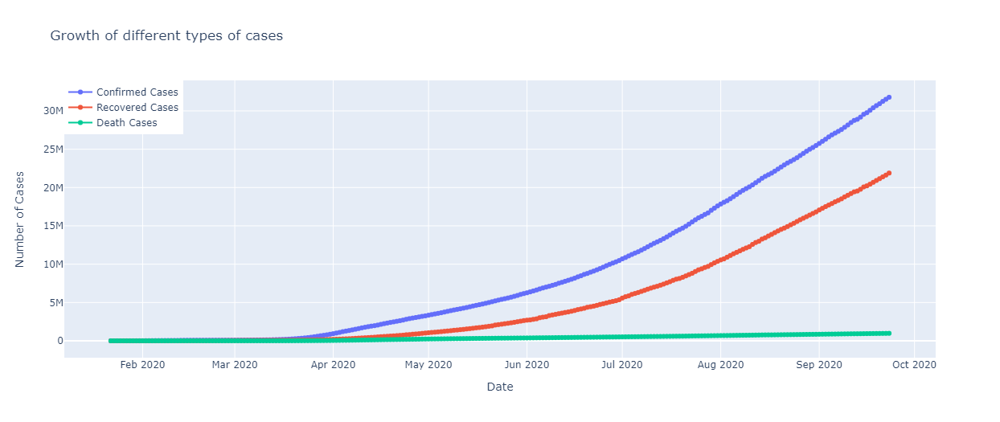 Growth of different types of cases
Confirmed Cases
Recovered Cases
Death Cases
30M
25M
20M
15M
10M
5M
0
Number of Cases
Feb 2020 Mar 2020 Apr 2020 May 2020 Jun 2020 Jul 2020 Aug 2020 Sep 2020 Oct 2020
Date